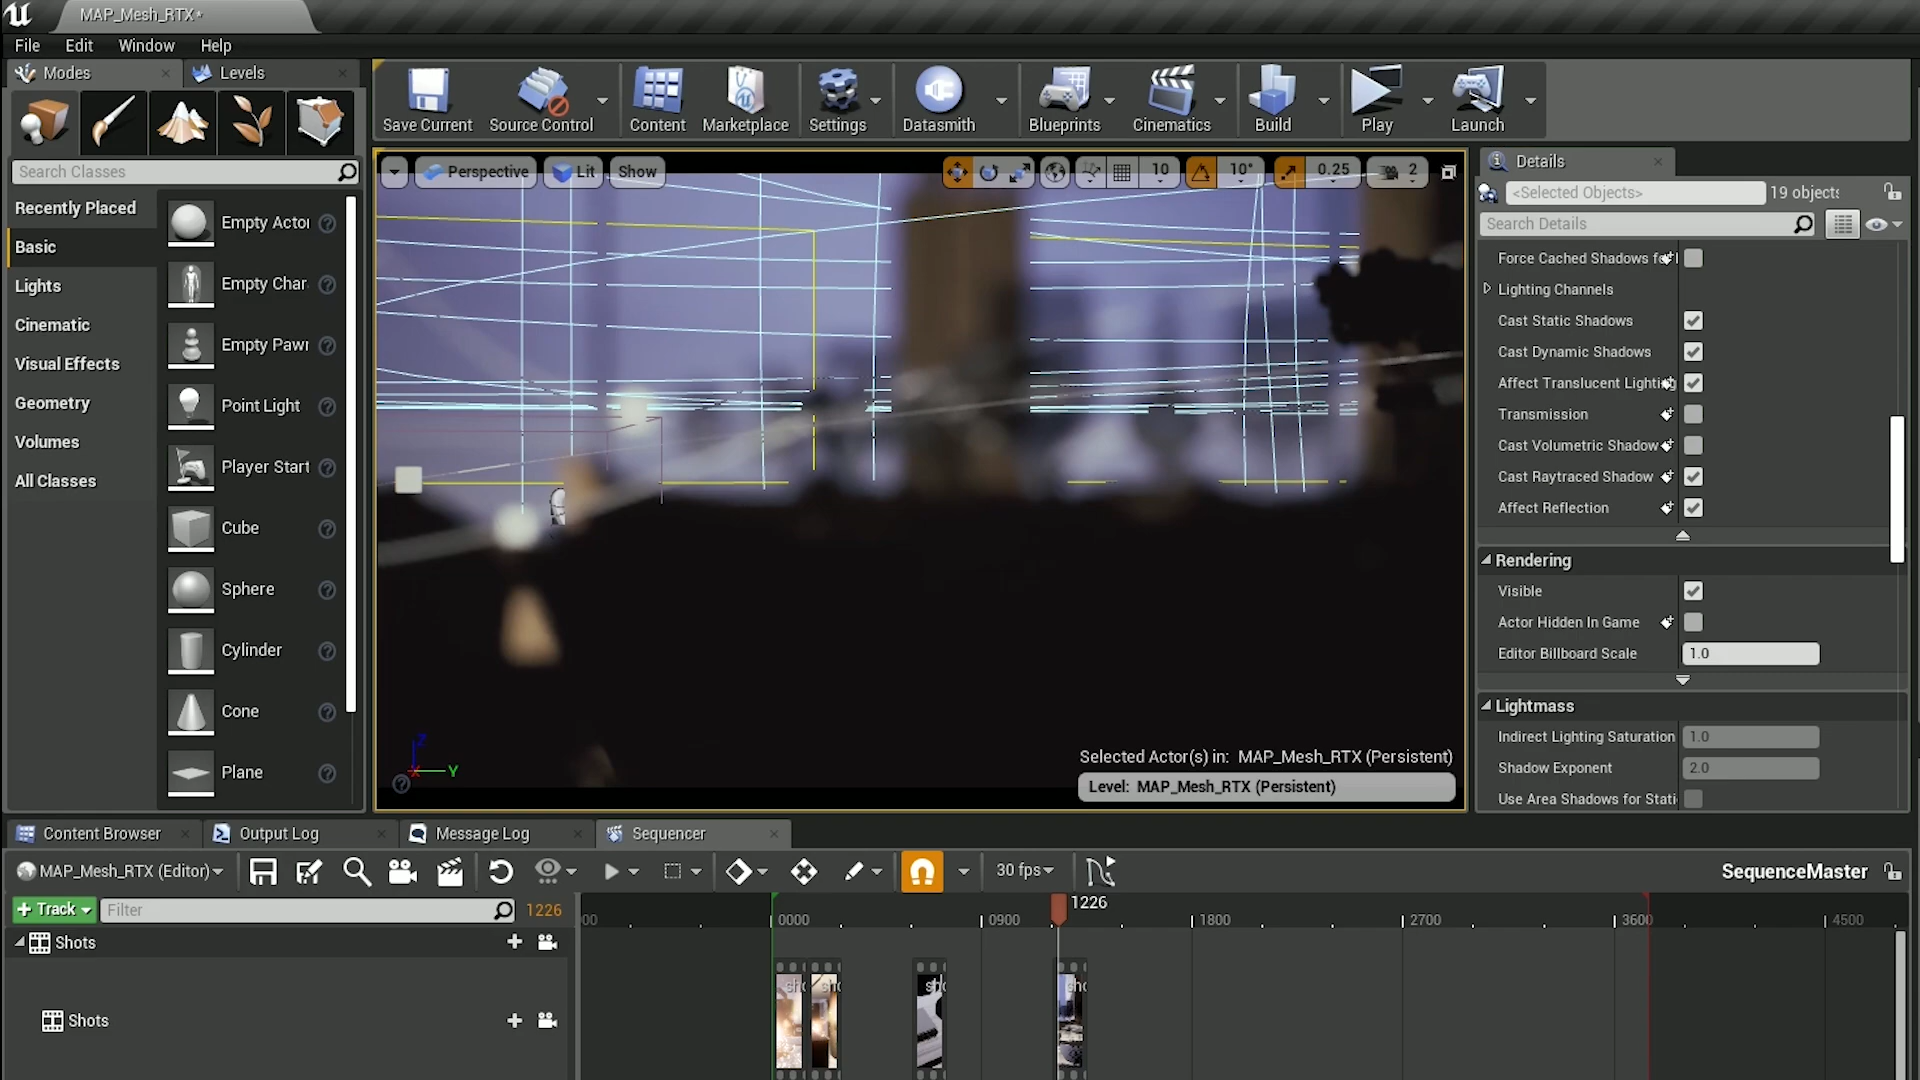 MAP_Mesh_RTX*
File Edit Window Help
Modes
Levels
Save Current
Source Control
Content
Marketplace
Settings
Datasmith
Blueprints
Cinematics
Build
Play
Launch
Search Classes
Recently Placed
Basic
Lights
Cinematic
Visual Effects
Geometry
Volumes
All Classes
Empty Actor
Empty Char
Empty Pawn
Point Light
Player Start
Cube
Sphere
Cylinder
Cone
Plane
Perspective
Lit
Show
10
10°
0.25
2
Z
X
Y
Selected Actor(s) in: MAP_Mesh_RTX (Persistent)
Level: MAP_Mesh_RTX (Persistent)
Details
<Selected Objects>
19 objects
Search Details
Force Cached Shadows for
Lighting Channels
Cast Static Shadows
Cast Dynamic Shadows
Affect Translucent Lighting
Transmission
Cast Volumetric Shadow
Cast Raytraced Shadow
Affect Reflection
Rendering
Visible
Actor Hidden In Game
Editor Billboard Scale 1.0
Lightmass
Indirect Lighting Saturation 1.0
Shadow Exponent 2.0
Use Area Shadows for Stati
Content Browser
Output Log
Message Log
Sequencer
MAP_Mesh_RTX (Editor)
30 fps
SequenceMaster
+ Track
Filter
1226
1226
00 0000 0900 1800 2700 3600 4500
Shots
Shots
sho
sho
sho
sho